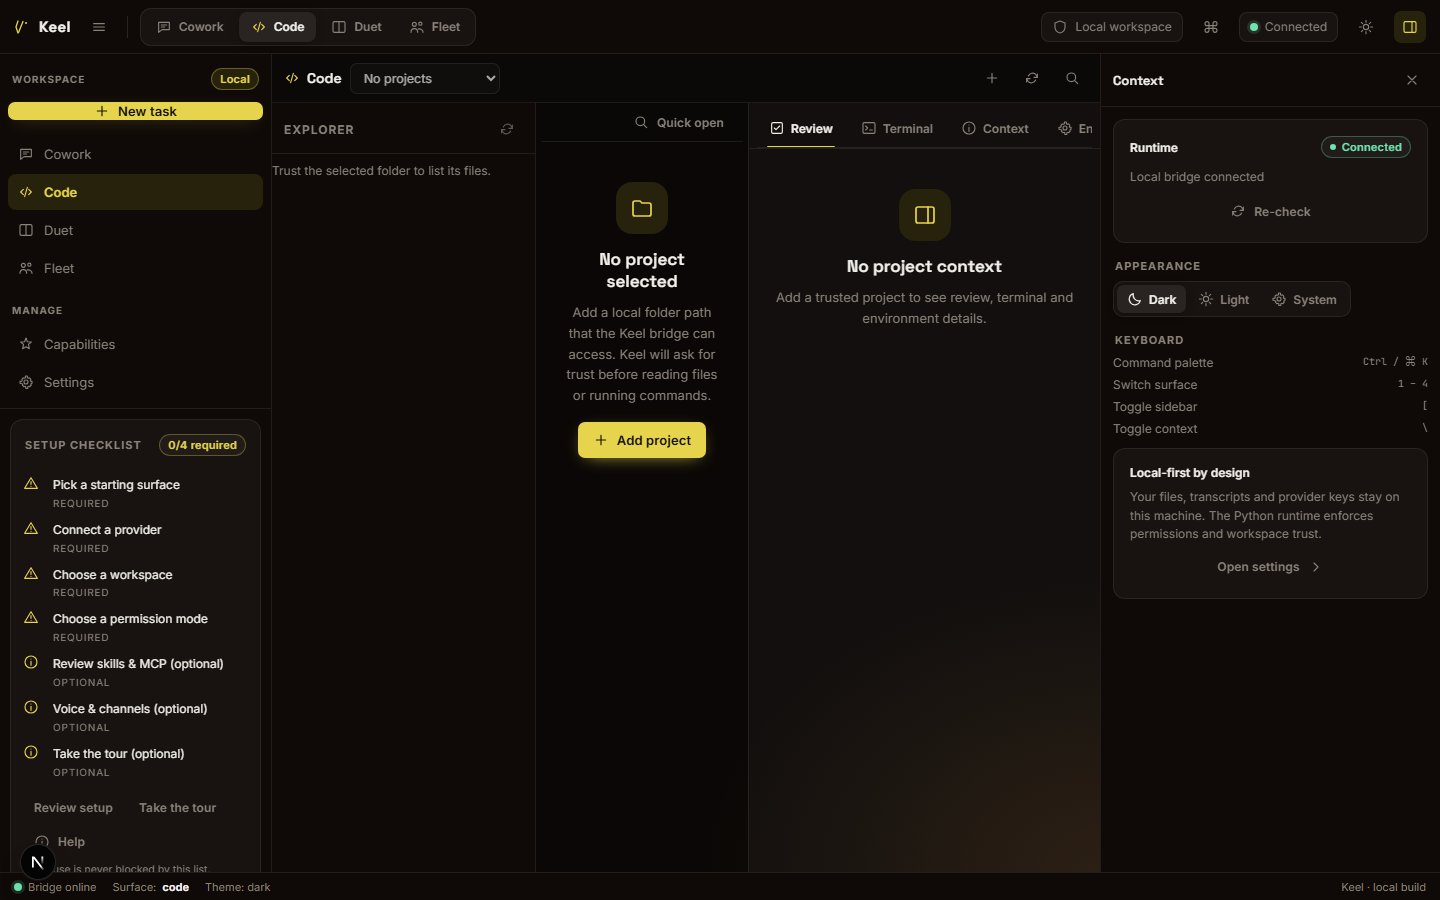 Keel
Cowork
Code
Duet
Fleet
Local workspace
⌘
Connected
WORKSPACE
Local
+ New task
Cowork
Code
Duet
Fleet
MANAGE
Capabilities
Settings
SETUP CHECKLIST
0/4 required
Pick a starting surface
REQUIRED
Connect a provider
REQUIRED
Choose a workspace
REQUIRED
Choose a permission mode
REQUIRED
Review skills & MCP (optional)
OPTIONAL
Voice & channels (optional)
OPTIONAL
Take the tour (optional)
OPTIONAL
Review setup
Take the tour
Help
use is never blocked by this list.
N
Code
No projects
EXPLORER
Trust the selected folder to list its files.
Quick open
No project
selected
Add a local folder path
that the Keel bridge can
access. Keel will ask for
trust before reading files
or running commands.
+ Add project
Review
Terminal
Context
En
No project context
Add a trusted project to see review, terminal and
environment details.
Context
Runtime
Connected
Local bridge connected
Re-check
APPEARANCE
Dark
Light
System
KEYBOARD
Command palette
Ctrl / ⌘ K
Switch surface
1 – 4
Toggle sidebar
[
Toggle context
\
Local-first by design
Your files, transcripts and provider keys stay on
this machine. The Python runtime enforces
permissions and workspace trust.
Open settings
Bridge online
Surface: code
Theme: dark
Keel · local build